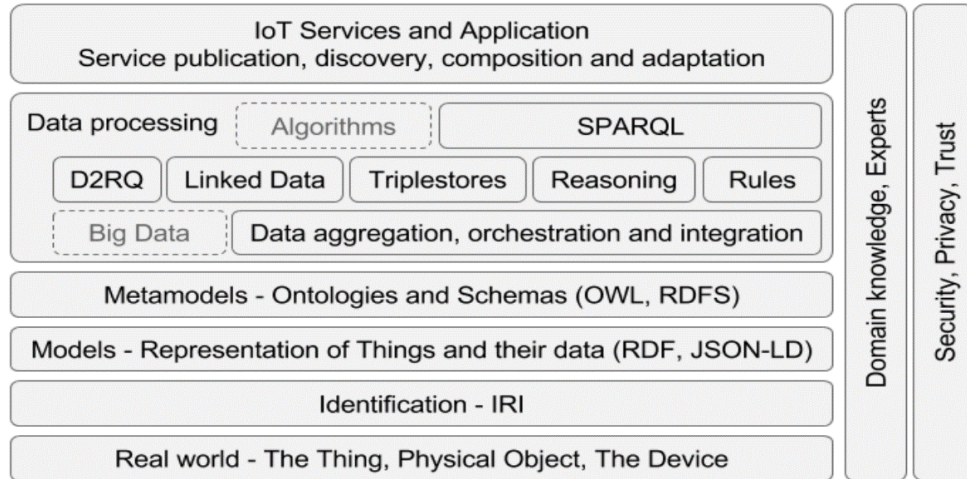 IoT Services and Application
Service publication, discovery, composition and adaptation
Data processing
Algorithms
SPARQL
D2RQ
Linked Data
Triplestores
Reasoning
Rules
Big Data
Data aggregation, orchestration and integration
Metamodels - Ontologies and Schemas (OWL, RDFS)
Models - Representation of Things and their data (RDF, JSON-LD)
Identification - IRI
Real world - The Thing, Physical Object, The Device
Domain knowledge, Experts
Security, Privacy, Trust